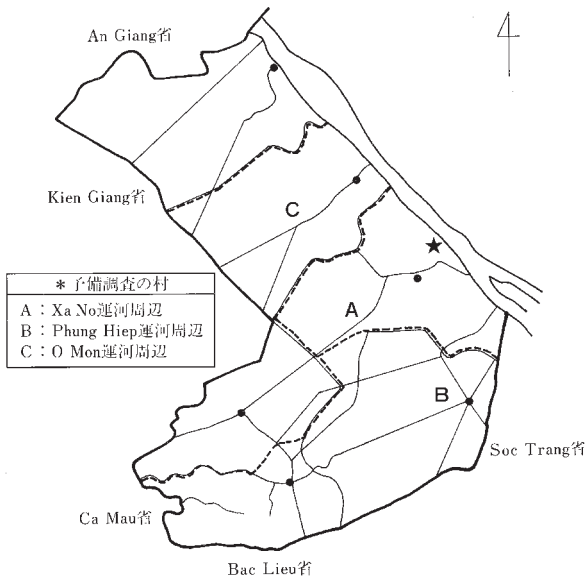 An Giang省
Kien Giang省
C
＊予備調査の村
A：Xa No運河周辺
B：Phung Hiep運河周辺
C：O Mon運河周辺
A
B
Soc Trang省
Ca Mau省
Bac Lieu省